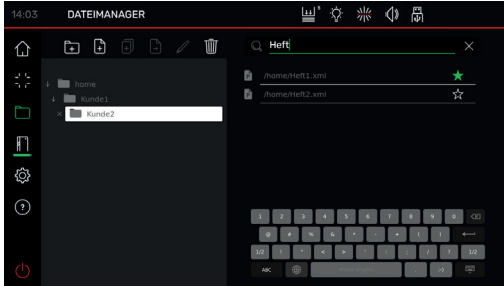 14:03 DATEIMANAGER
Heft
home
Kunde1
Kunde2
/home/Heft1.xml
/home/Heft2.xml
1 2 3 4 5 6 7 8 9 0
@ # % & * - + ( )
1/2 ! " < > ' : ; / ? 1/2
ABC . :-)